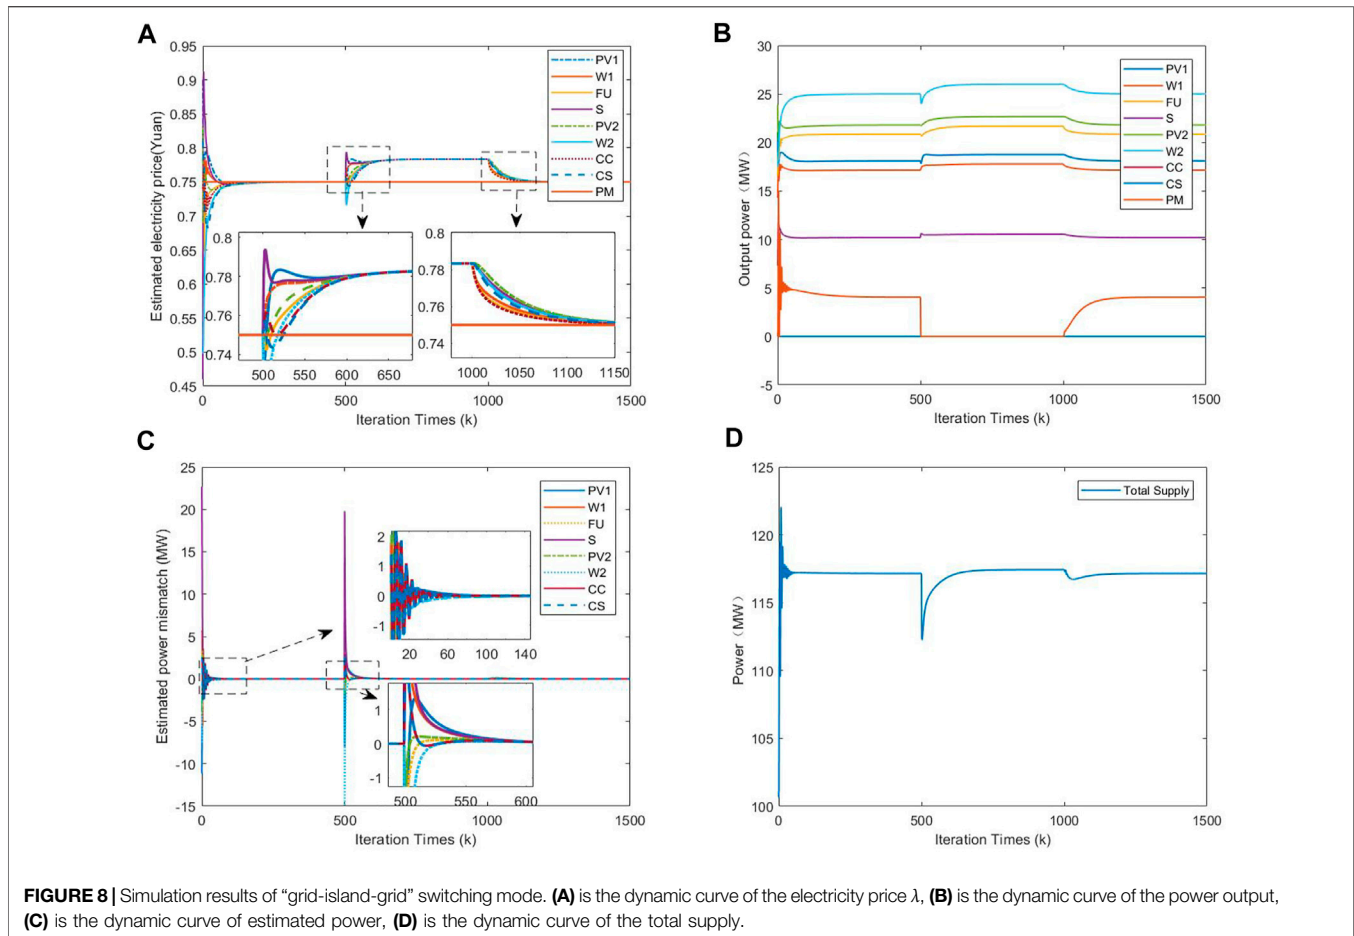 A
0.95
0.9
0.85
0.8
0.75
0.7
0.65
0.6
0.55
0.5
0.45
Estimated electricity price(Yuan)
PV1
W1
FU
S
PV2
W2
CC
CS
PM
0.8
0.78
0.76
0.74
500
550
600
650
0.8
0.78
0.76
0.74
1000
1050
1100
1150
0
500
1000
1500
Iteration Times (k)
B
30
25
20
15
10
5
0
-5
Output power（MW）
PV1
W1
FU
S
PV2
W2
CC
CS
PM
0
500
1000
1500
Iteration Times (k)
C
25
20
15
10
5
0
-5
-10
-15
Estimated power mismatch (MW)
PV1
W1
FU
S
PV2
W2
CC
CS
2
1
0
-1
20
60
100
140
1
0
-1
500
550
600
0
500
1000
1500
Iteration Times (k)
D
125
120
115
110
105
100
Power（MW）
Total Supply
0
500
1000
1500
Iteration Times (k)
FIGURE 8 | Simulation results of “grid-island-grid” switching mode. (A) is the dynamic curve of the electricity price λ, (B) is the dynamic curve of the power output,
(C) is the dynamic curve of estimated power, (D) is the dynamic curve of the total supply.